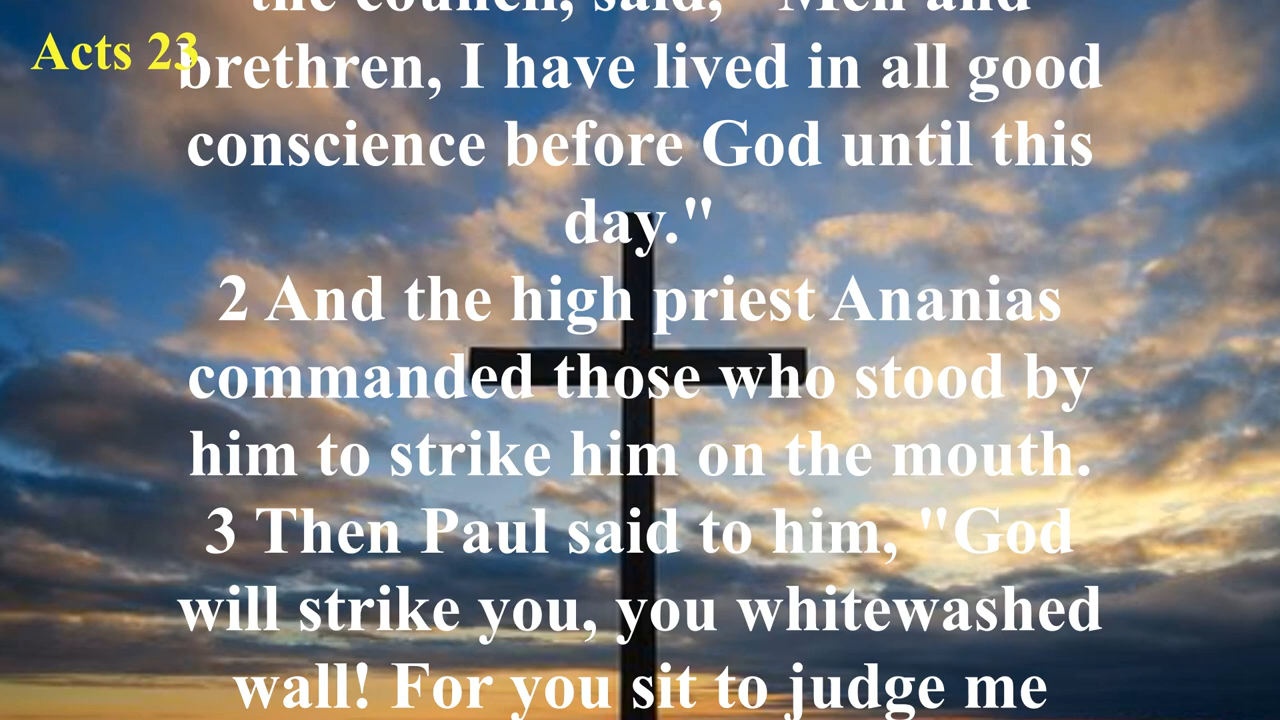 the council, said, "Men and
Acts 23
brethren, I have lived in all good
conscience before God until this
day."
2 And the high priest Ananias
commanded those who stood by
him to strike him on the mouth.
3 Then Paul said to him, "God
will strike you, you whitewashed
wall! For you sit to judge me